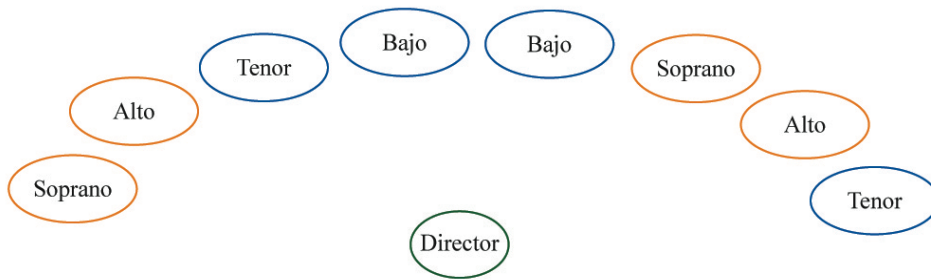 Soprano
Alto
Tenor
Bajo
Bajo
Soprano
Alto
Tenor
Director